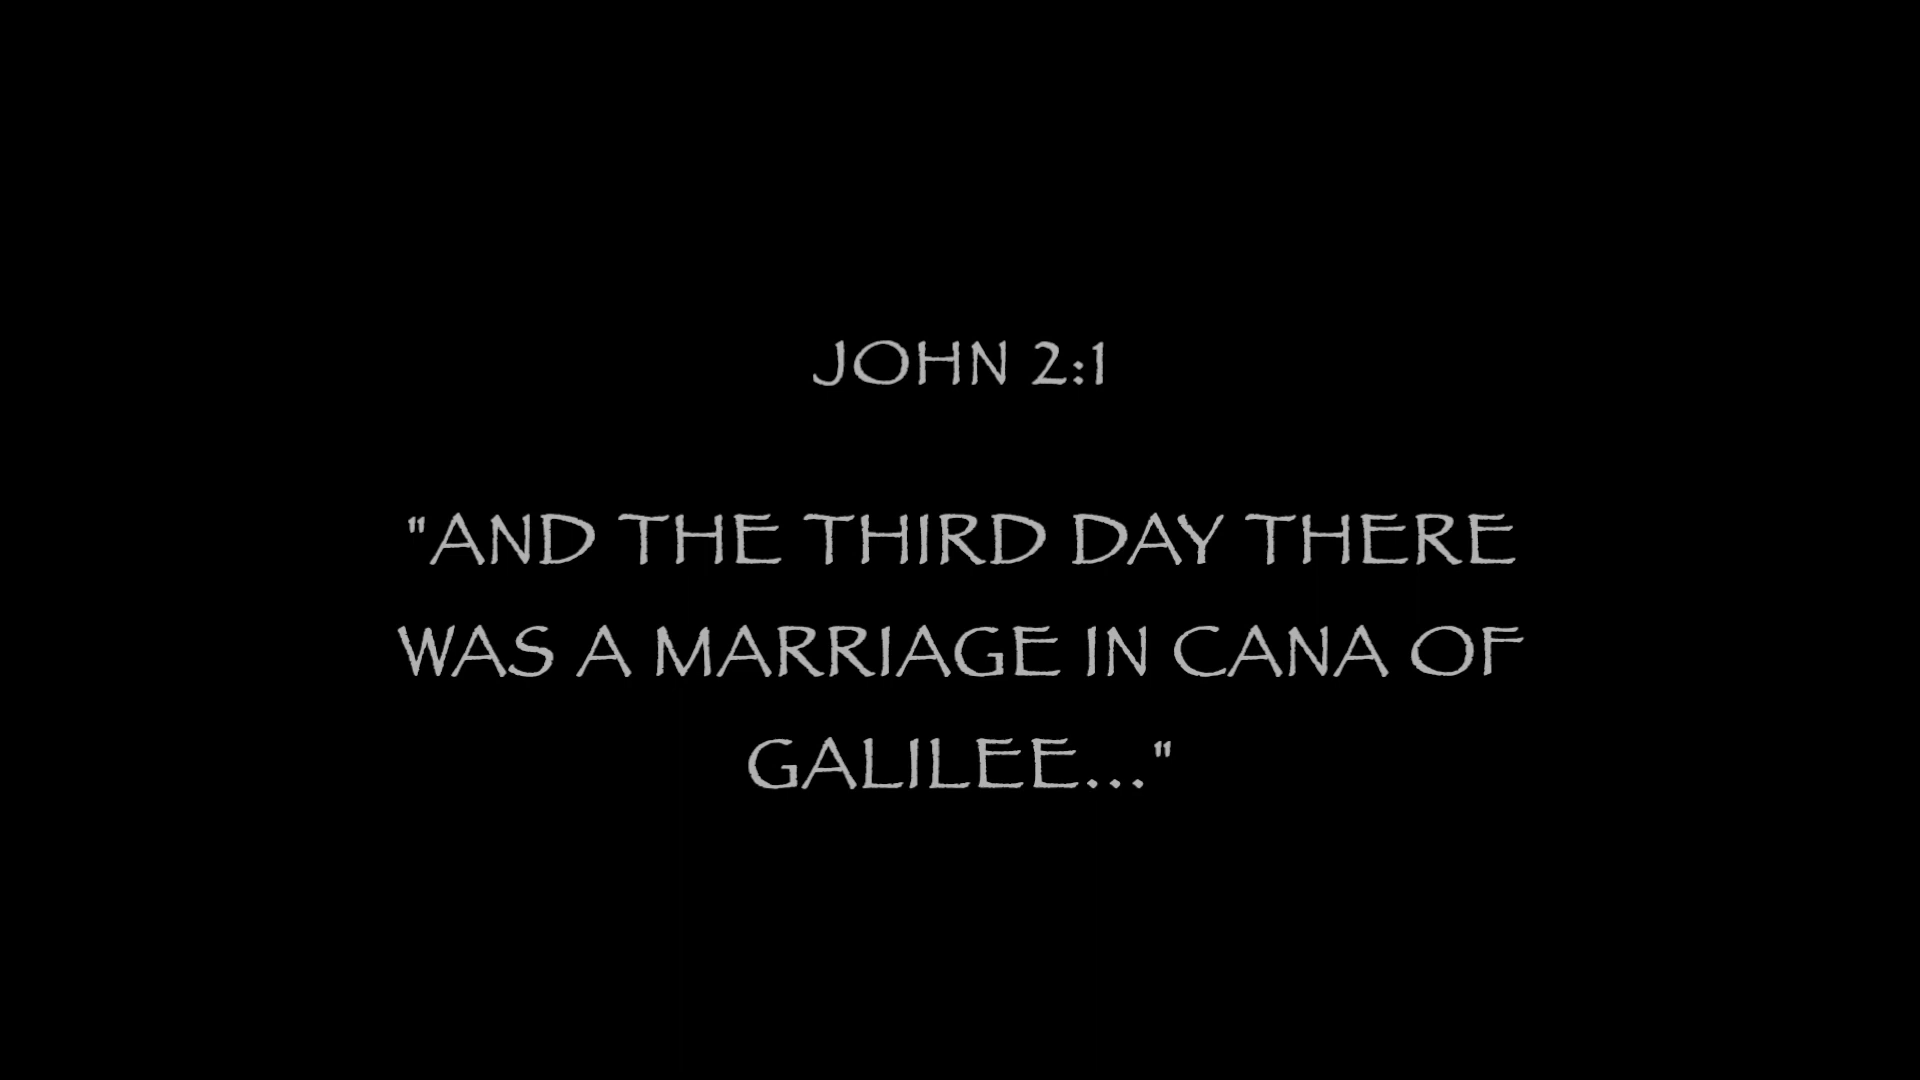 JOHN 2:1
"AND THE THIRD DAY THERE
WAS A MARRIAGE IN CANA OF
GALILEE..."